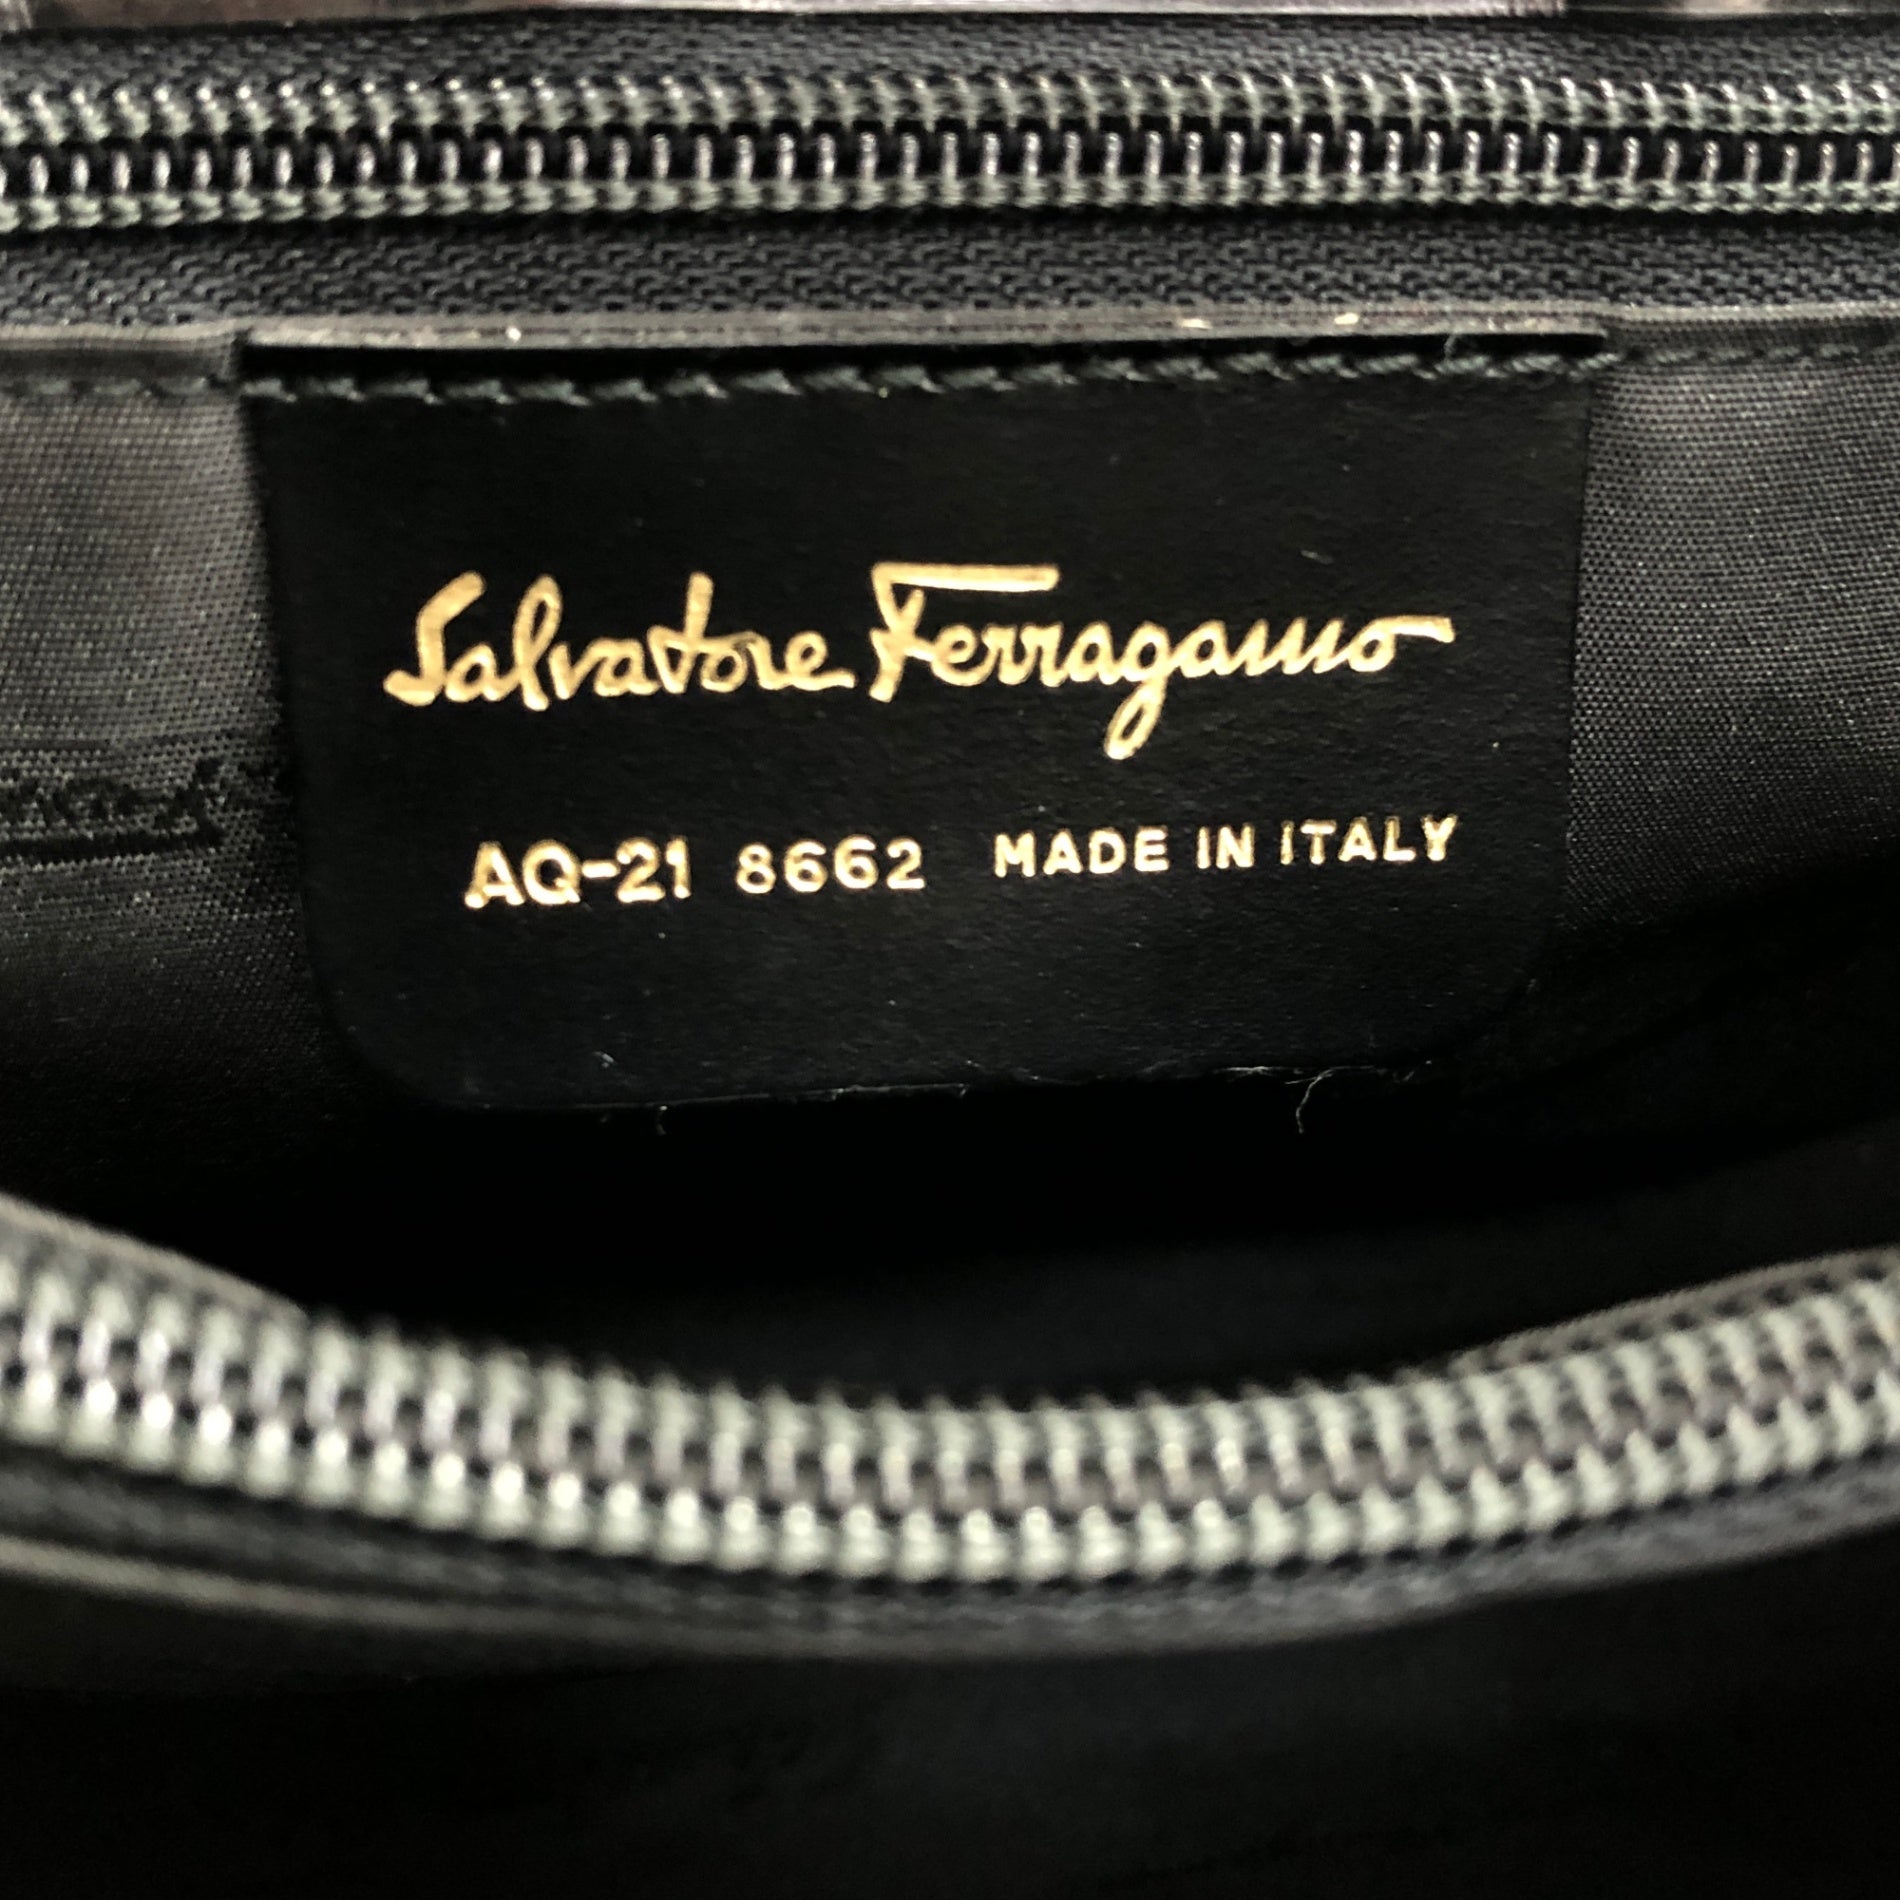 Salvatore Ferragamo
AQ-21 8662 MADE IN ITALY